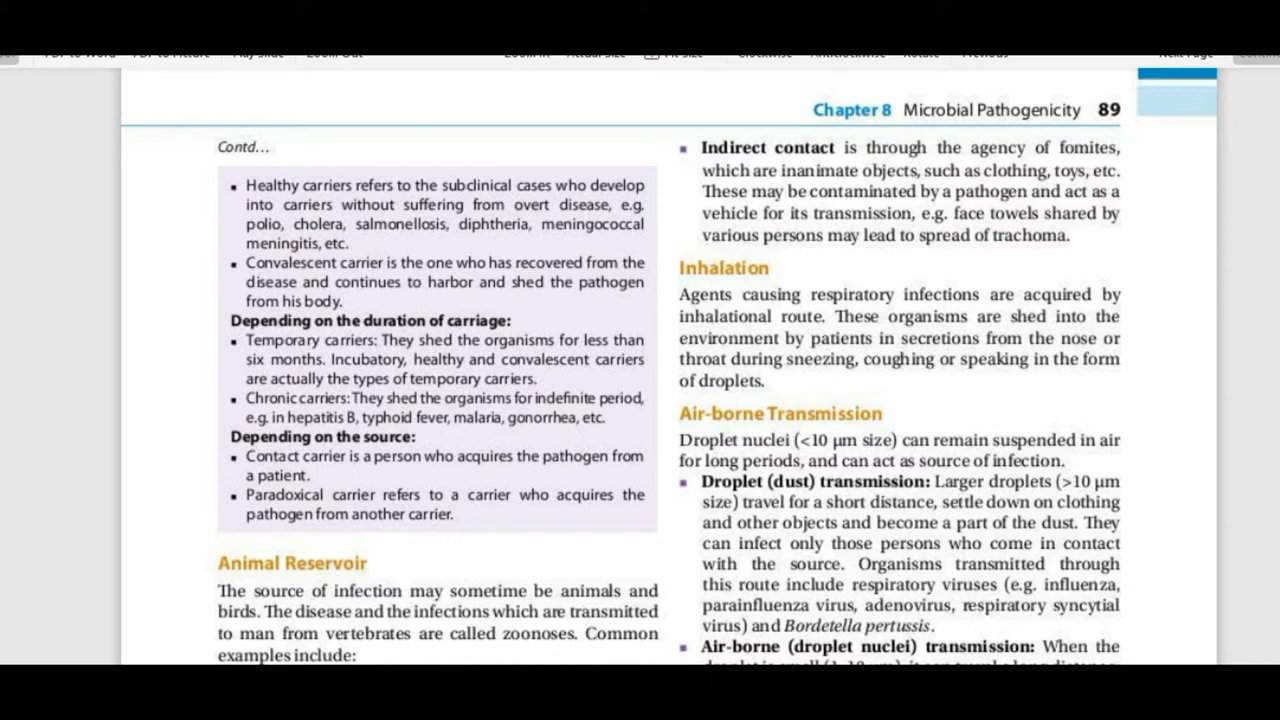 Chapter 8 Microbial Pathogenicity 89
Contd...
▪ Healthy carriers refers to the subclinical cases who develop
into carriers without suffering from overt disease, e.g.
polio, cholera, salmonellosis, diphtheria, meningococcal
meningitis, etc.
▪ Convalescent carrier is the one who has recovered from the
disease and continues to harbor and shed the pathogen
from his body.
Depending on the duration of carriage:
▪ Temporary carriers: They shed the organisms for less than
six months. Incubatory, healthy and convalescent carriers
are actually the types of temporary carriers.
▪ Chronic carriers: They shed the organisms for indefinite period,
e.g. in hepatitis B, typhoid fever, malaria, gonorrhea, etc.
Depending on the source:
▪ Contact carrier is a person who acquires the pathogen from
a patient.
▪ Paradoxical carrier refers to a carrier who acquires the
pathogen from another carrier.
Animal Reservoir
The source of infection may sometime be animals and
birds. The disease and the infections which are transmitted
to man from vertebrates are called zoonoses. Common
examples include:
▪ Indirect contact is through the agency of fomites,
which are inanimate objects, such as clothing, toys, etc.
These may be contaminated by a pathogen and act as a
vehicle for its transmission, e.g. face towels shared by
various persons may lead to spread of trachoma.
Inhalation
Agents causing respiratory infections are acquired by
inhalational route. These organisms are shed into the
environment by patients in secretions from the nose or
throat during sneezing, coughing or speaking in the form
of droplets.
Air-borne Transmission
Droplet nuclei (<10 µm size) can remain suspended in air
for long periods, and can act as source of infection.
▪ Droplet (dust) transmission: Larger droplets (>10 µm
size) travel for a short distance, settle down on clothing
and other objects and become a part of the dust. They
can infect only those persons who come in contact
with the source. Organisms transmitted through
this route include respiratory viruses (e.g. influenza,
parainfluenza virus, adenovirus, respiratory syncytial
virus) and Bordetella pertussis.
▪ Air-borne (droplet nuclei) transmission: When the